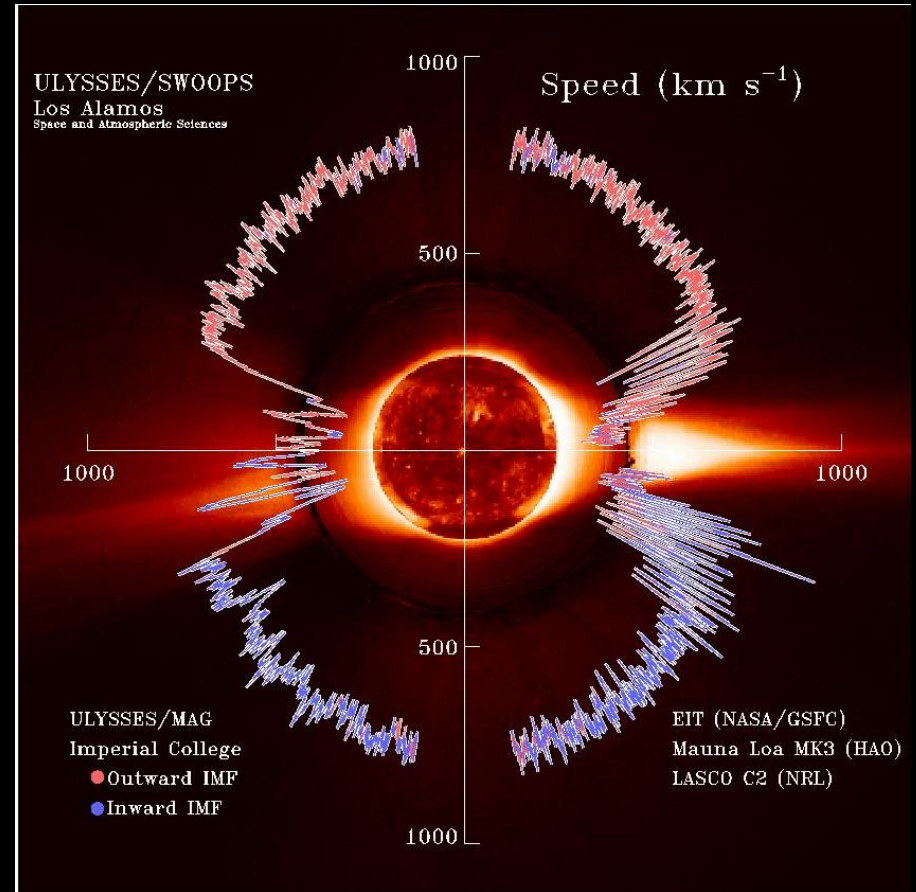 ULYSSES/SWOOPS
Los Alamos
Space and Atmospheric Sciences
1000
Speed (km s⁻¹)
500
1000
1000
500
ULYSSES/MAG
Imperial College
Outward IMF
Inward IMF
EIT (NASA/GSFC)
Mauna Loa MK3 (HAO)
LASCO C2 (NRL)
1000